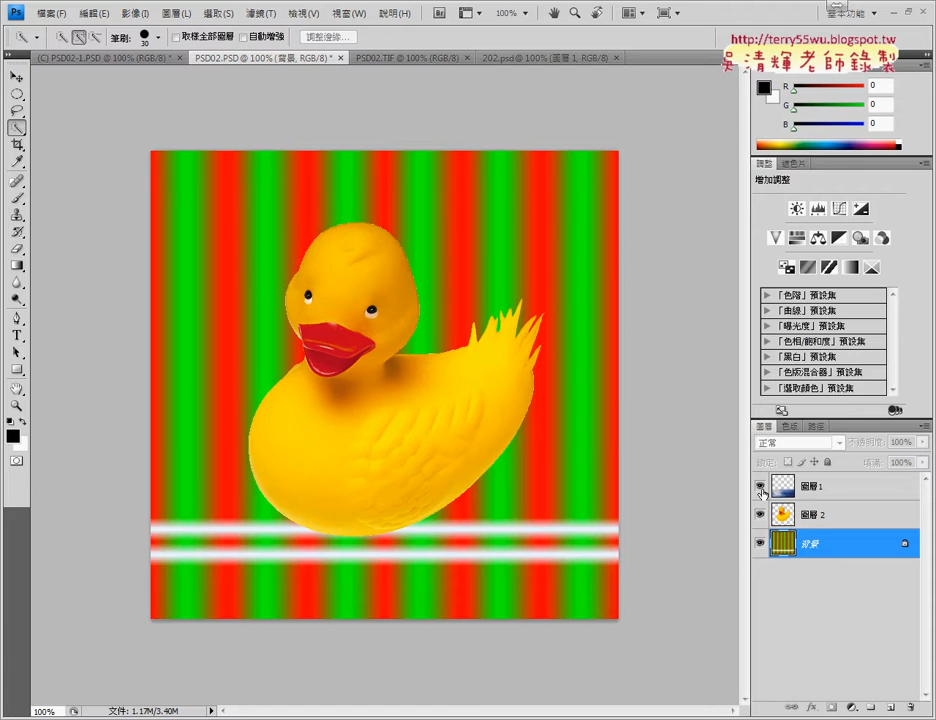 Ps 檔案(F) 編輯(E) 影像(I) 圖層(L) 選取(S) 濾鏡(T) 檢視(V) 視窗(W) 說明(H) Br 100% 基本功能
筆刷: 30 取樣全部圖層 自動增強 調整邊緣...
http://terry55wu.blogspot.tw
吳清輝老師錄製
(C) PSD02-1.PSD @ 100% (RGB/8) * × PSD02.PSD @ 100% (背景, RGB/8) * × PSD02.TIF @ 100% (RGB/8) × 202.psd @ 100% (圖層 1, RGB/8) ×
R 0
G 0
B 0
調整 遮色片
增加調整
「色階」預設集
「曲線」預設集
「曝光度」預設集
「色相/飽和度」預設集
「黑白」預設集
「色版混合器」預設集
「選取顏色」預設集
圖層 色版 路徑
正常 不透明度: 100%
鎖定: 填滿: 100%
圖層 1
圖層 2
背景
100% 文件: 1.17M/3.40M